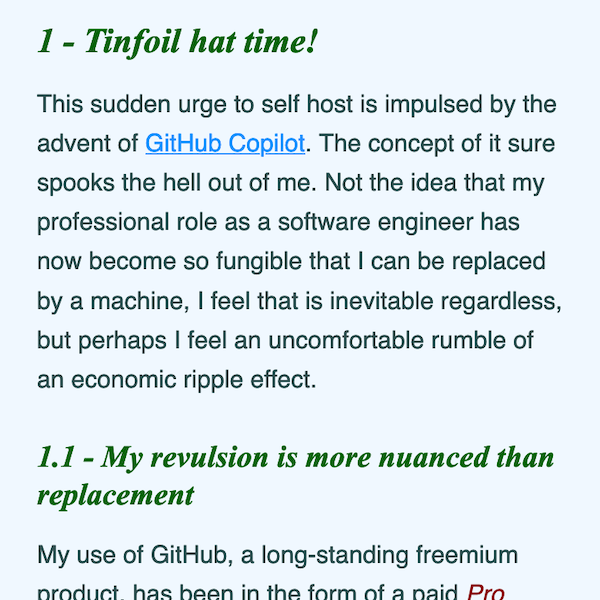 1 - Tinfoil hat time!
This sudden urge to self host is impulsed by the
advent of GitHub Copilot. The concept of it sure
spooks the hell out of me. Not the idea that my
professional role as a software engineer has
now become so fungible that I can be replaced
by a machine, I feel that is inevitable regardless,
but perhaps I feel an uncomfortable rumble of
an economic ripple effect.
1.1 - My revulsion is more nuanced than
replacement
My use of GitHub, a long-standing freemium
product, has been in the form of a paid Pro